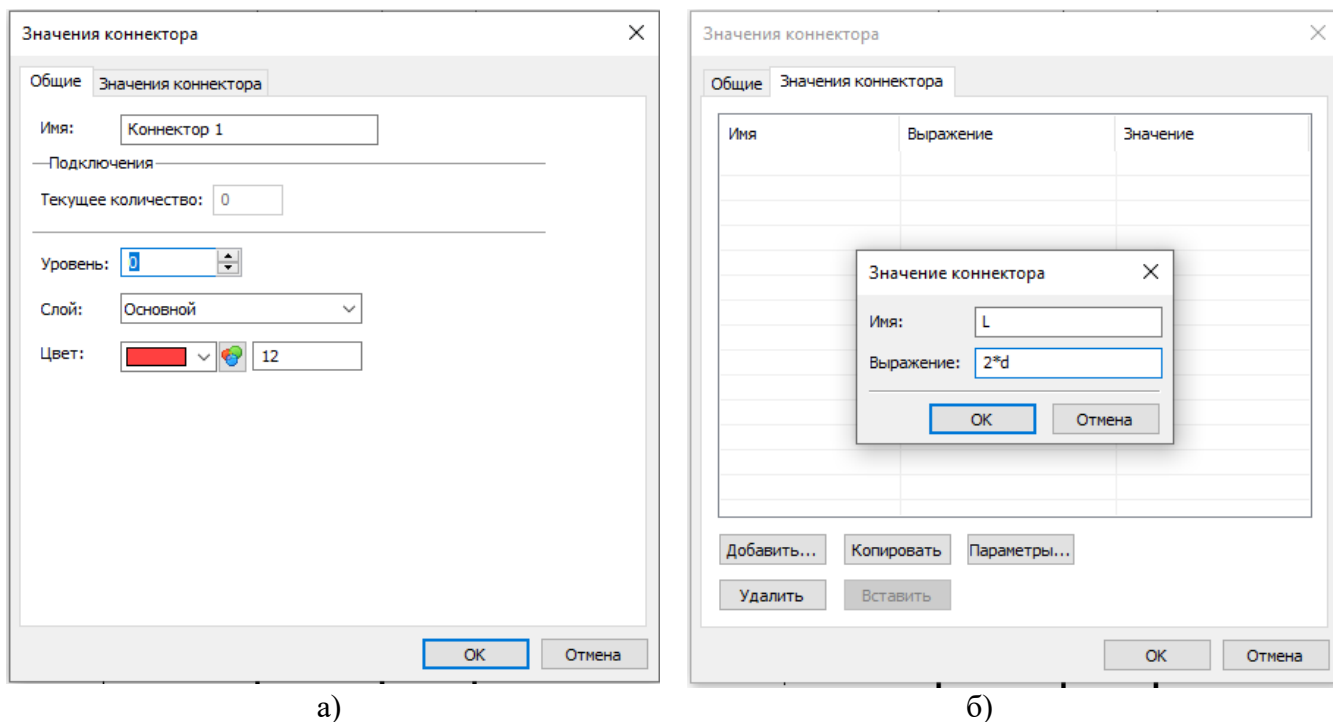 Значения коннектора
Общие Значения коннектора
Имя: Коннектор 1
Подключения
Текущее количество: 0
Уровень: 0
Слой: Основной
Цвет: 12
OK Отмена
а)
Значения коннектора
Общие Значения коннектора
Имя Выражение Значение
Значение коннектора
Имя: L
Выражение: 2*d
OK Отмена
Добавить... Копировать Параметры...
Удалить Вставить
OK Отмена
б)